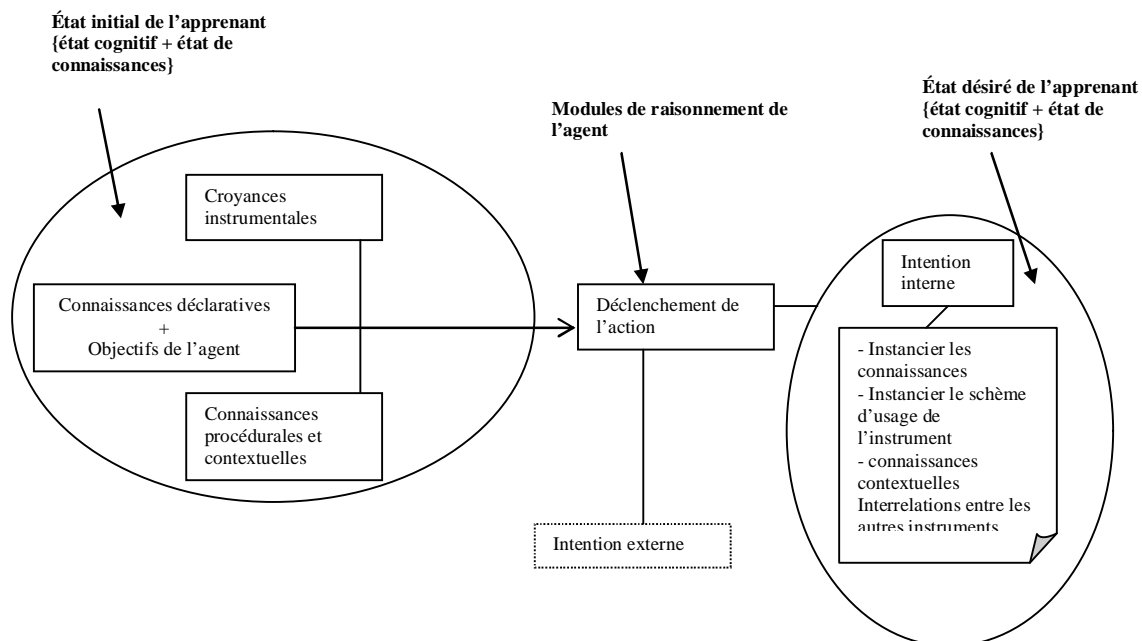 État initial de l’apprenant
{état cognitif + état de
connaissances}
Modules de raisonnement de
l’agent
État désiré de l’apprenant
{état cognitif + état de
connaissances}
Croyances
instrumentales
Connaissances déclaratives
+
Objectifs de l’agent
Connaissances
procédurales et
contextuelles
Déclenchement de
l’action
Intention externe
Intention
interne
- Instancier les
connaissances
- Instancier le schème
d’usage de
l’instrument
- connaissances
contextuelles
Interrelations entre les
autres instruments